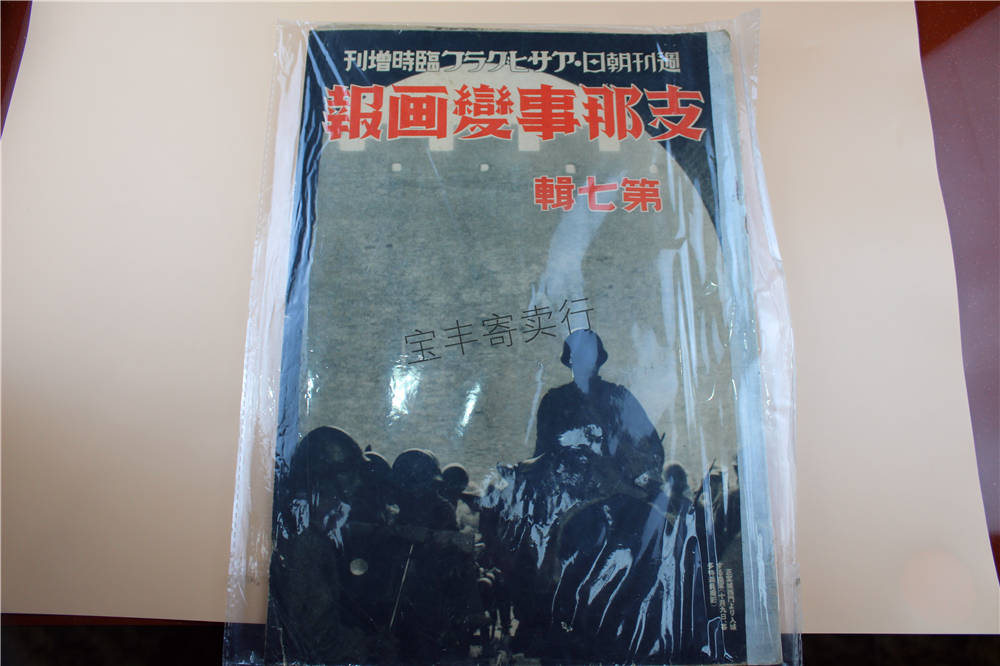 週刊朝日・アサヒグラフ臨時増刊
支那事變画報
第七輯
宝丰寄卖行